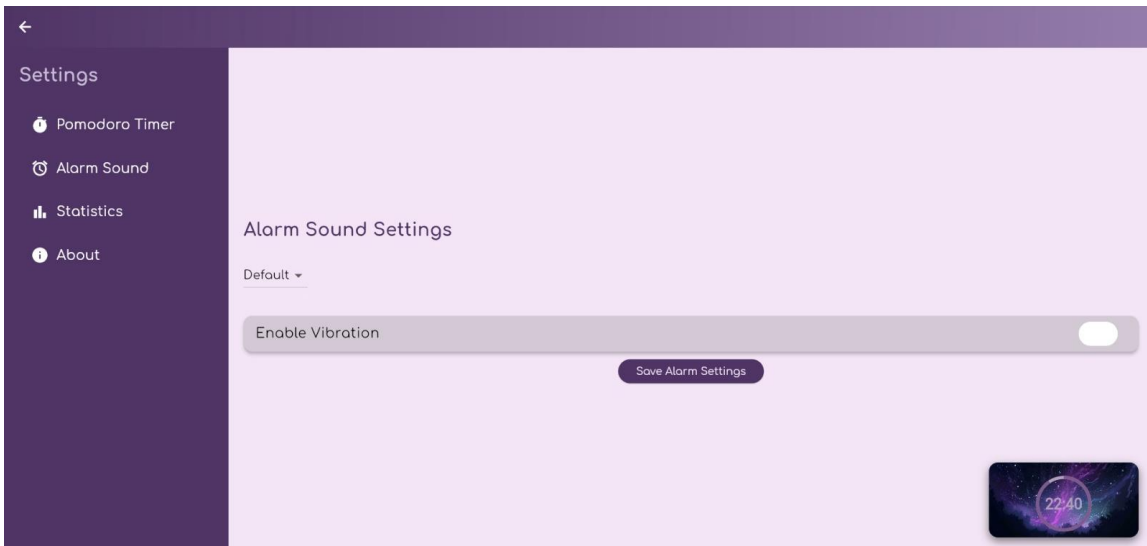 Settings
Pomodoro Timer
Alarm Sound
Statistics
About
Alarm Sound Settings
Default
Enable Vibration
Save Alarm Settings
22:40